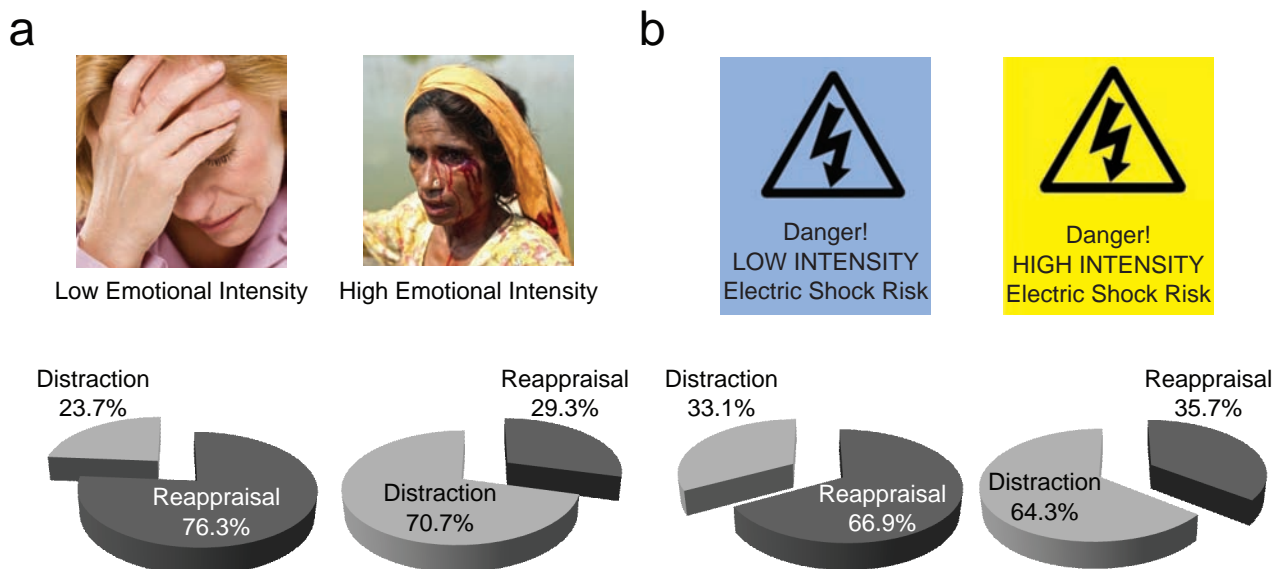 a
b
Low Emotional Intensity
High Emotional Intensity
Danger!
LOW INTENSITY
Electric Shock Risk
Danger!
HIGH INTENSITY
Electric Shock Risk
Distraction
23.7%
Reappraisal
76.3%
Reappraisal
29.3%
Distraction
70.7%
Distraction
33.1%
Reappraisal
66.9%
Reappraisal
35.7%
Distraction
64.3%